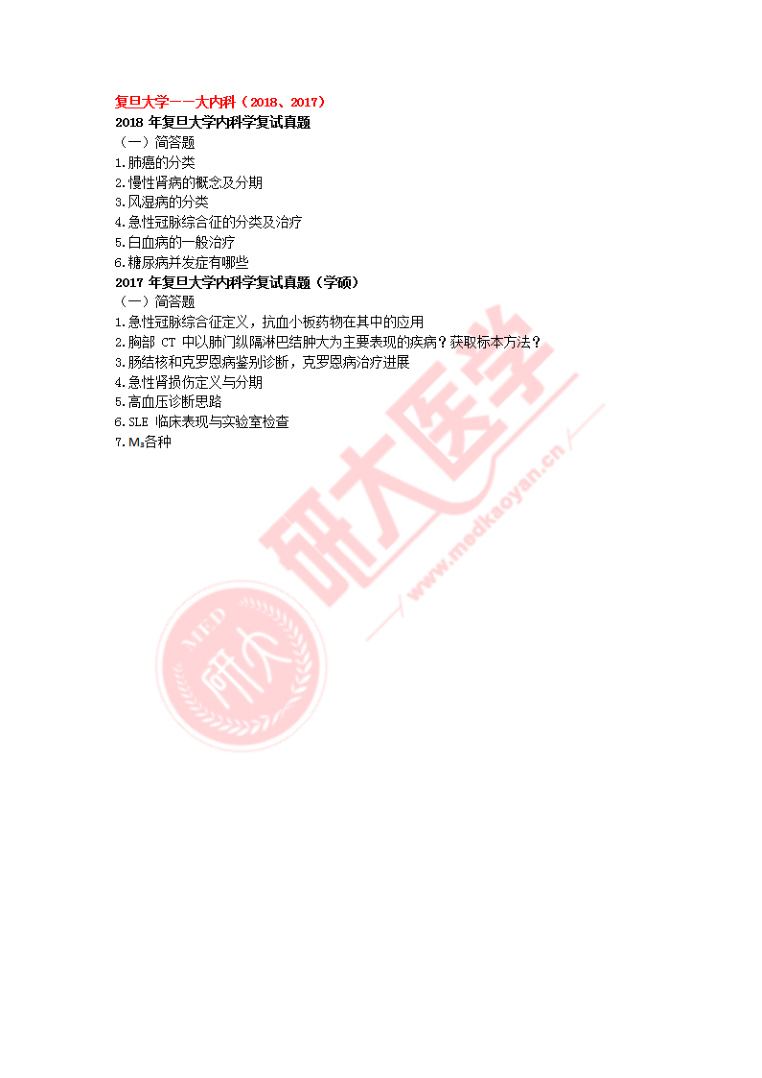 复旦大学——大内科（2018、2017）
2018 年复旦大学内科学复试真题
（一）简答题
1.肺癌的分类
2.慢性肾病的概念及分期
3.风湿病的分类
4.急性冠脉综合征的分类及治疗
5.白血病的一般治疗
6.糖尿病并发症有哪些
2017 年复旦大学内科学复试真题（学硕）
（一）简答题
1.急性冠脉综合征定义，抗血小板药物在其中的应用
2.胸部 CT 中以肺门纵隔淋巴结肿大为主要表现的疾病？获取标本方法？
3.肠结核和克罗恩病鉴别诊断，克罗恩病治疗进展
4.急性肾损伤定义与分期
5.高血压诊断思路
6.SLE 临床表现与实验室检查
7.M₃各种
研大医学
www.medkaoyan.cn
MED
研大